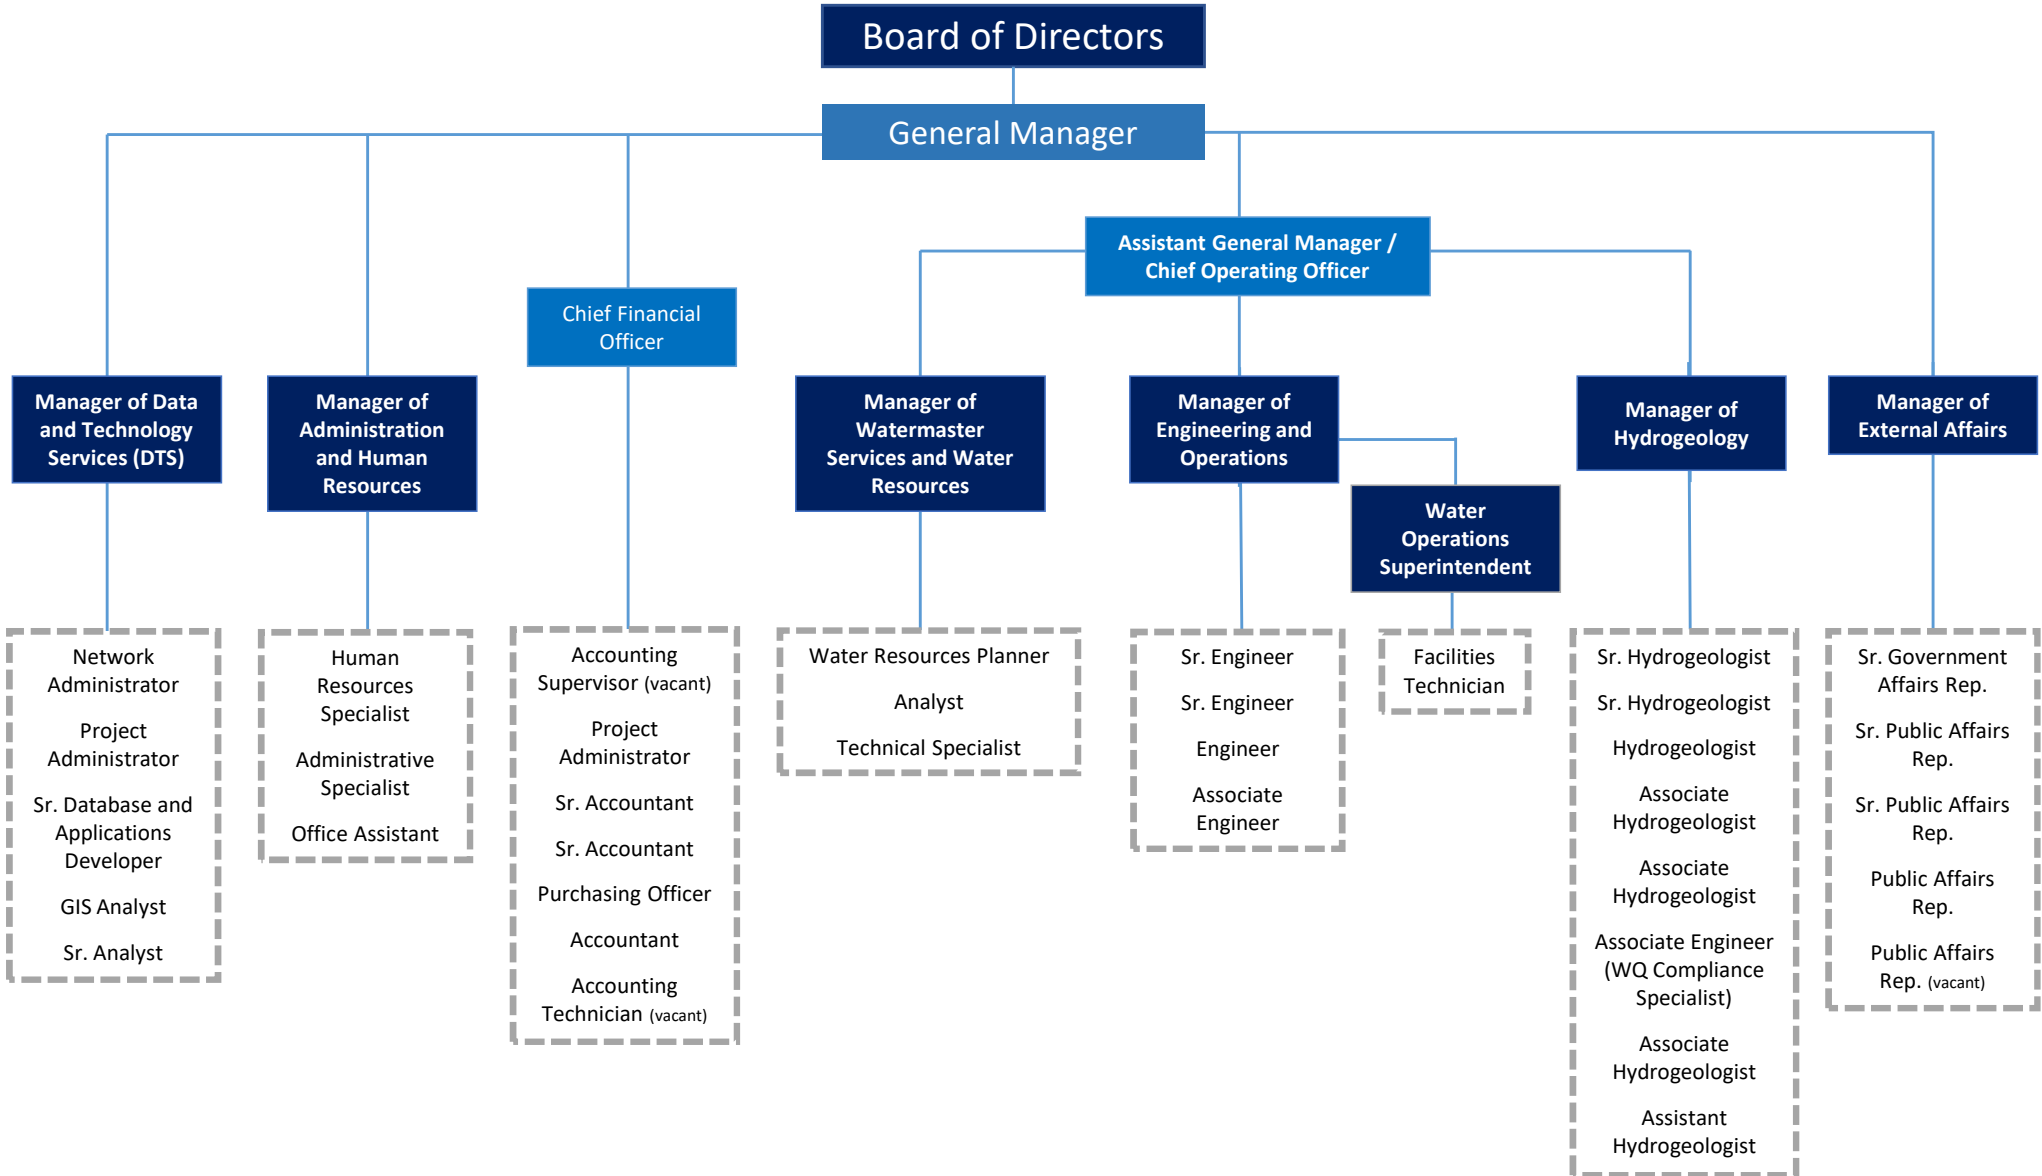 Board of Directors
General Manager
Assistant General Manager /
Chief Operating Officer
Chief Financial
Officer
Manager of Data
and Technology
Services (DTS)
Manager of
Administration
and Human
Resources
Manager of
Watermaster
Services and Water
Resources
Manager of
Engineering and
Operations
Manager of
Hydrogeology
Manager of
External Affairs
Water
Operations
Superintendent
Network
Administrator
Project
Administrator
Sr. Database and
Applications
Developer
GIS Analyst
Sr. Analyst
Human
Resources
Specialist
Administrative
Specialist
Office Assistant
Accounting
Supervisor (vacant)
Project
Administrator
Sr. Accountant
Sr. Accountant
Purchasing Officer
Accountant
Accounting
Technician (vacant)
Water Resources Planner
Analyst
Technical Specialist
Sr. Engineer
Sr. Engineer
Engineer
Associate
Engineer
Facilities
Technician
Sr. Hydrogeologist
Sr. Hydrogeologist
Hydrogeologist
Associate
Hydrogeologist
Associate
Hydrogeologist
Associate Engineer
(WQ Compliance
Specialist)
Associate
Hydrogeologist
Assistant
Hydrogeologist
Sr. Government
Affairs Rep.
Sr. Public Affairs
Rep.
Sr. Public Affairs
Rep.
Public Affairs
Rep.
Public Affairs
Rep. (vacant)